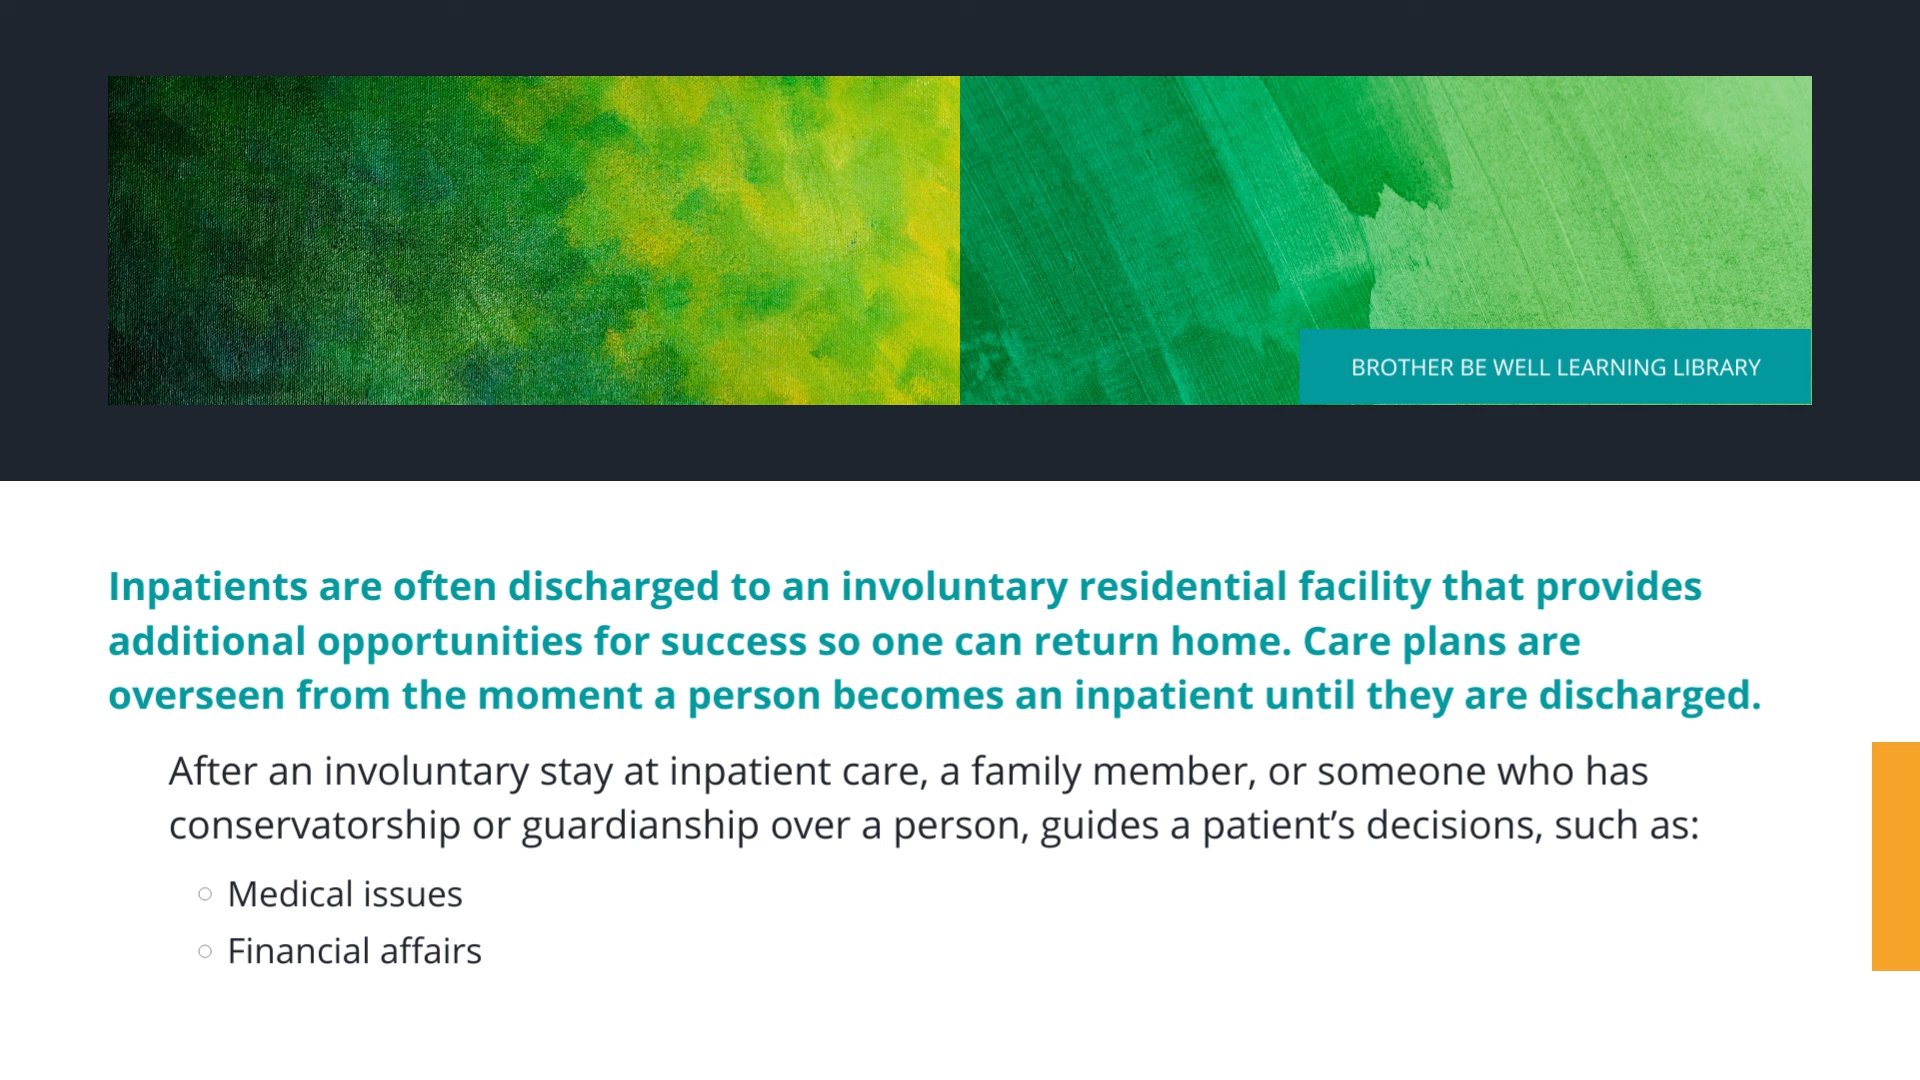 BROTHER BE WELL LEARNING LIBRARY
Inpatients are often discharged to an involuntary residential facility that provides
additional opportunities for success so one can return home. Care plans are
overseen from the moment a person becomes an inpatient until they are discharged.
After an involuntary stay at inpatient care, a family member, or someone who has
conservatorship or guardianship over a person, guides a patient’s decisions, such as:
○ Medical issues
○ Financial affairs